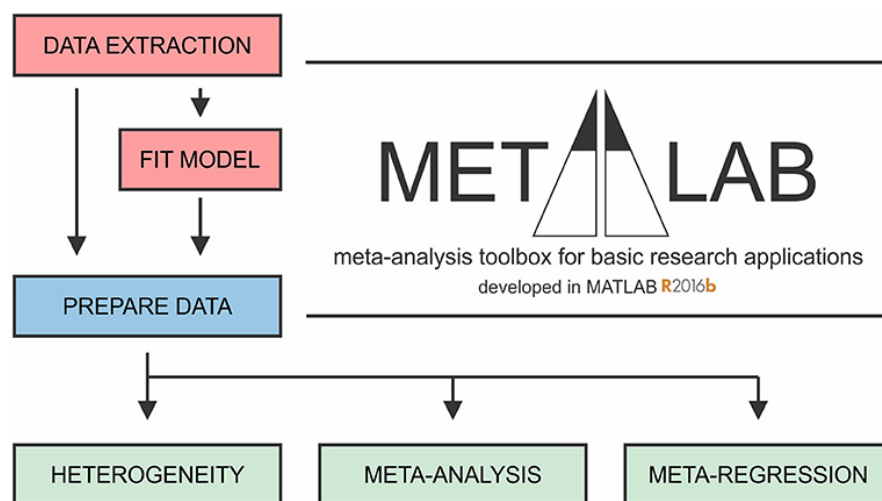 DATA EXTRACTION
FIT MODEL
MET LAB
meta-analysis toolbox for basic research applications
developed in MATLAB R2016b
PREPARE DATA
HETEROGENEITY
META-ANALYSIS
META-REGRESSION